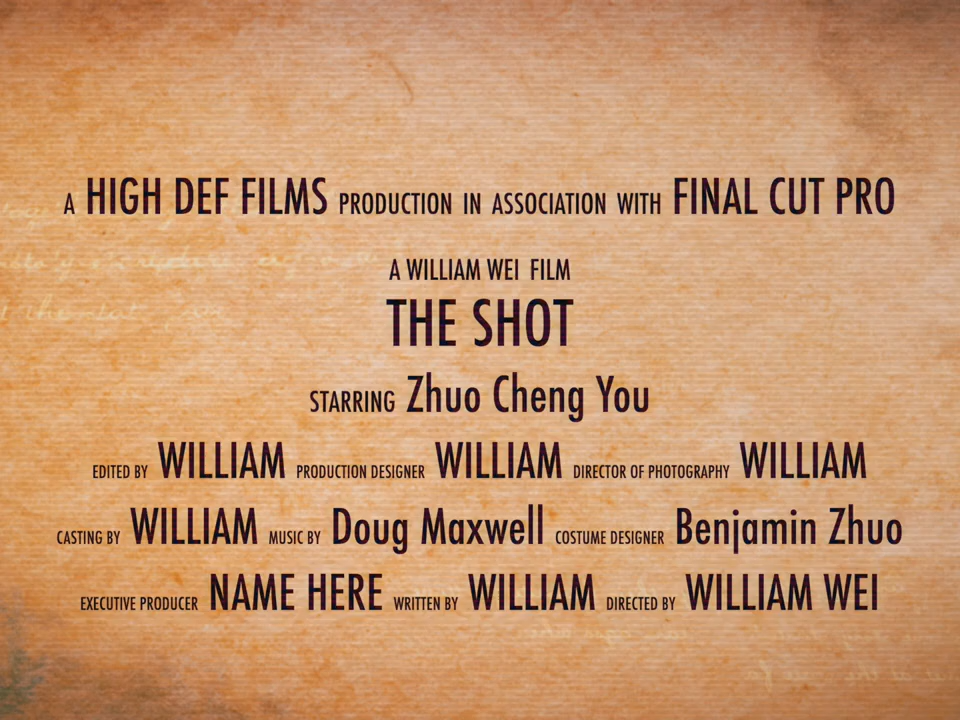 A HIGH DEF FILMS PRODUCTION IN ASSOCIATION WITH FINAL CUT PRO
A WILLIAM WEI FILM
THE SHOT
STARRING Zhuo Cheng You
EDITED BY WILLIAM PRODUCTION DESIGNER WILLIAM DIRECTOR OF PHOTOGRAPHY WILLIAM
CASTING BY WILLIAM MUSIC BY Doug Maxwell COSTUME DESIGNER Benjamin Zhuo
EXECUTIVE PRODUCER NAME HERE WRITTEN BY WILLIAM DIRECTED BY WILLIAM WEI